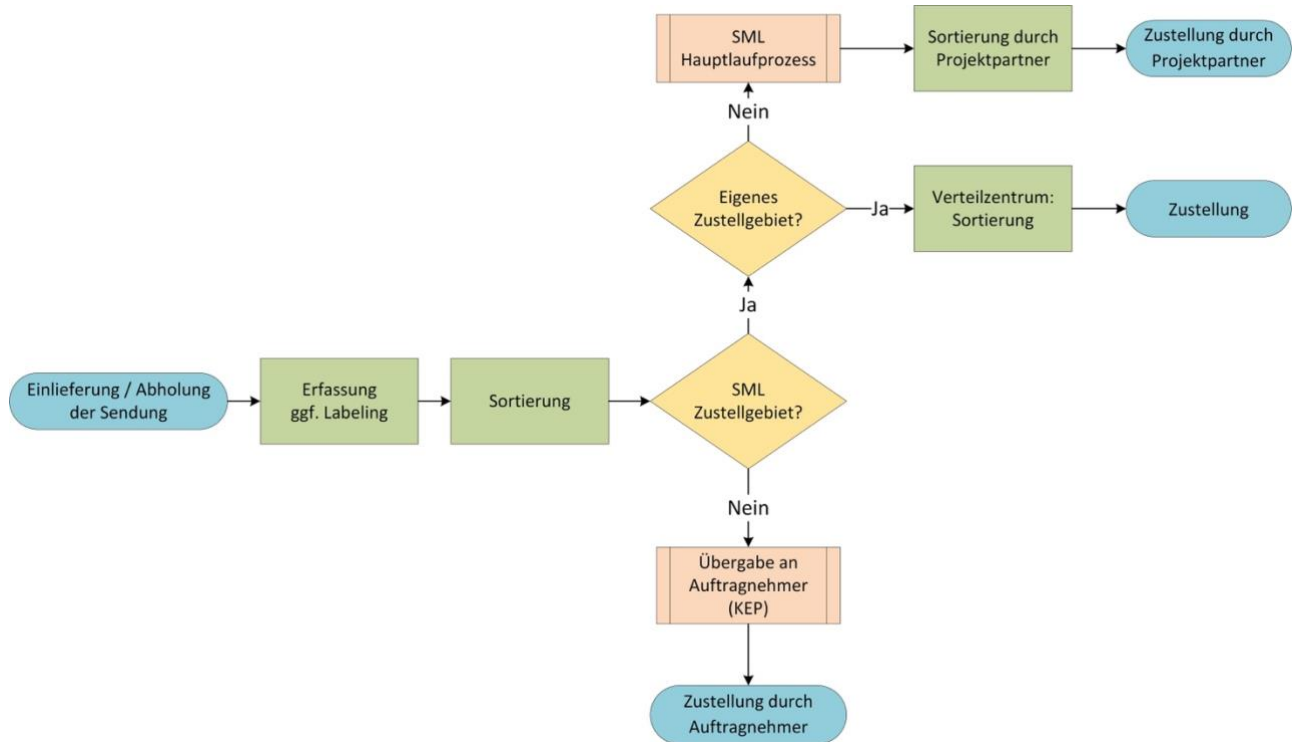 SML
Hauptlaufprozess
Sortierung durch
Projektpartner
Zustellung durch
Projektpartner
Nein
Eigenes
Zustellgebiet?
Ja
Verteilzentrum:
Sortierung
Zustellung
Ja
Einlieferung / Abholung
der Sendung
Erfassung
ggf. Labeling
Sortierung
SML
Zustellgebiet?
Nein
Übergabe an
Auftragnehmer
(KEP)
Zustellung durch
Auftragnehmer